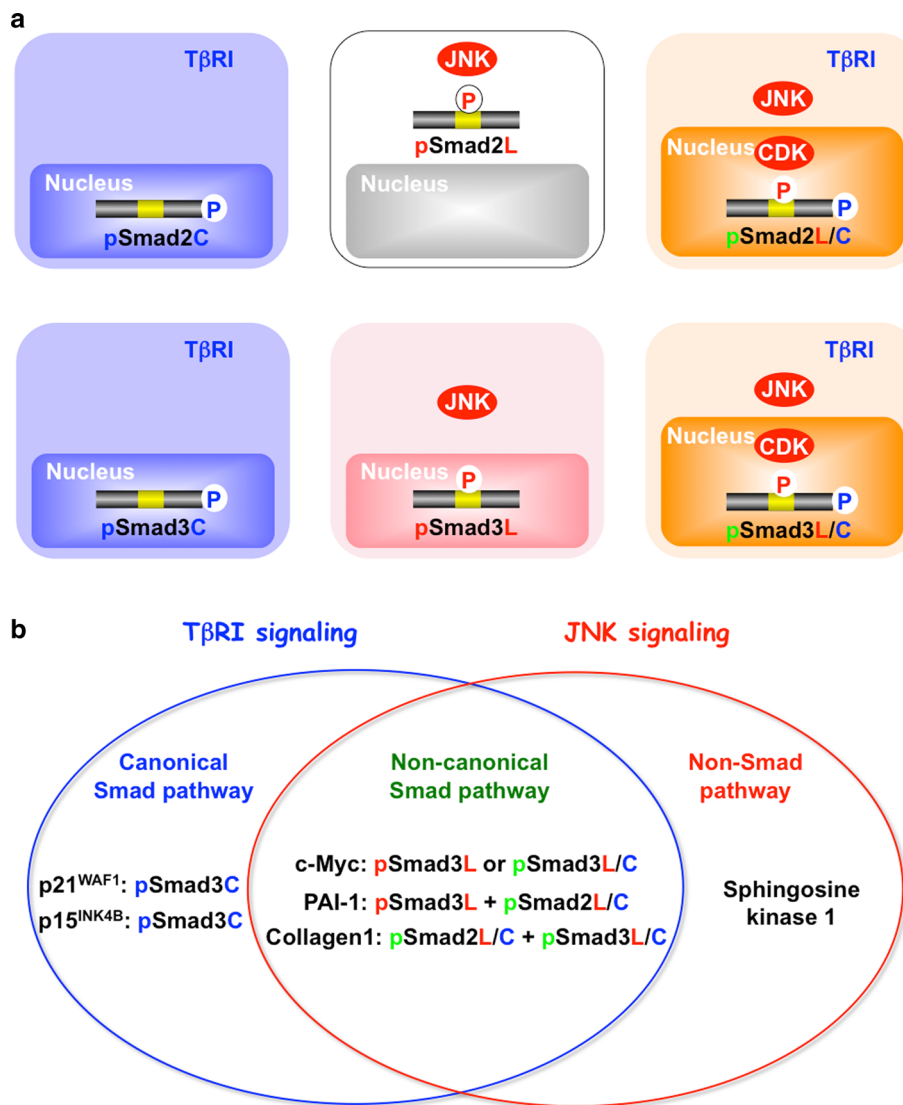 a
TβRI
Nucleus
P
pSmad2C
JNK
P
pSmad2L
Nucleus
TβRI
JNK
Nucleus
CDK
P
P
pSmad2L/C
TβRI
Nucleus
P
pSmad3C
JNK
Nucleus
P
pSmad3L
TβRI
JNK
Nucleus
CDK
P
P
pSmad3L/C
b
TβRI signaling
JNK signaling
Canonical
Smad pathway
p21WAF1: pSmad3C
p15INK4B: pSmad3C
Non-canonical
Smad pathway
c-Myc: pSmad3L or pSmad3L/C
PAI-1: pSmad3L + pSmad2L/C
Collagen1: pSmad2L/C + pSmad3L/C
Non-Smad
pathway
Sphingosine
kinase 1